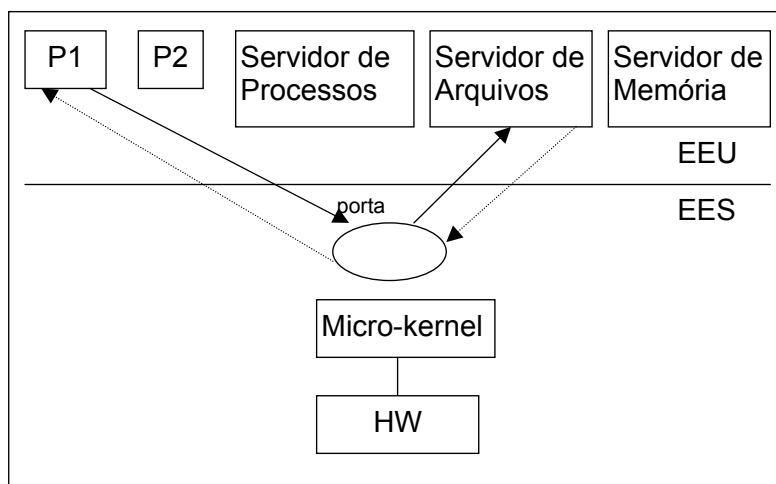 P1
P2
Servidor de
Processos
Servidor de
Arquivos
Servidor de
Memória
EEU
EES
porta
Micro-kernel
HW